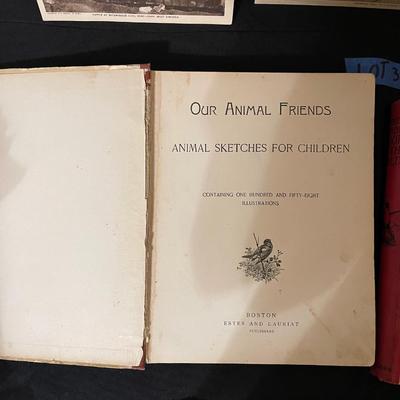 OUR ANIMAL FRIENDS
ANIMAL SKETCHES FOR CHILDREN
CONTAINING ONE HUNDRED AND FIFTY-EIGHT
ILLUSTRATIONS
BOSTON
ESTES AND LAURIAT
PUBLISHERS
LOT 3